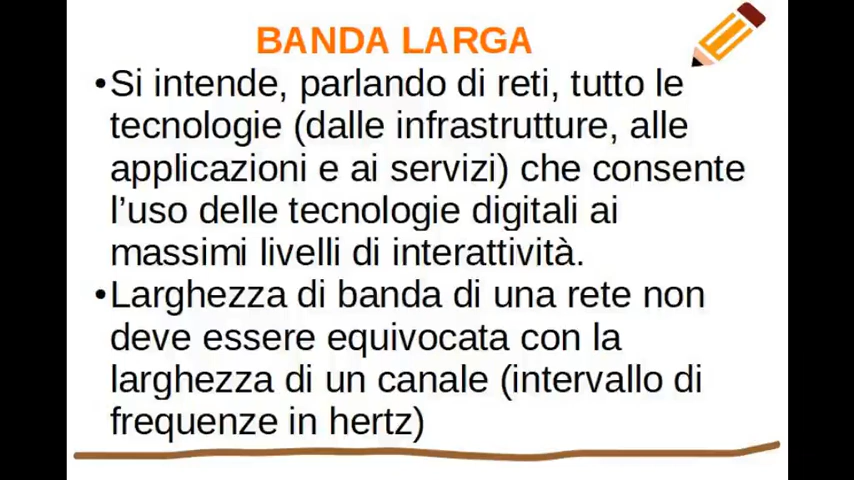 BANDA LARGA
•Si intende, parlando di reti, tutto le
tecnologie (dalle infrastrutture, alle
applicazioni e ai servizi) che consente
l’uso delle tecnologie digitali ai
massimi livelli di interattività.
•Larghezza di banda di una rete non
deve essere equivocata con la
larghezza di un canale (intervallo di
frequenze in hertz)